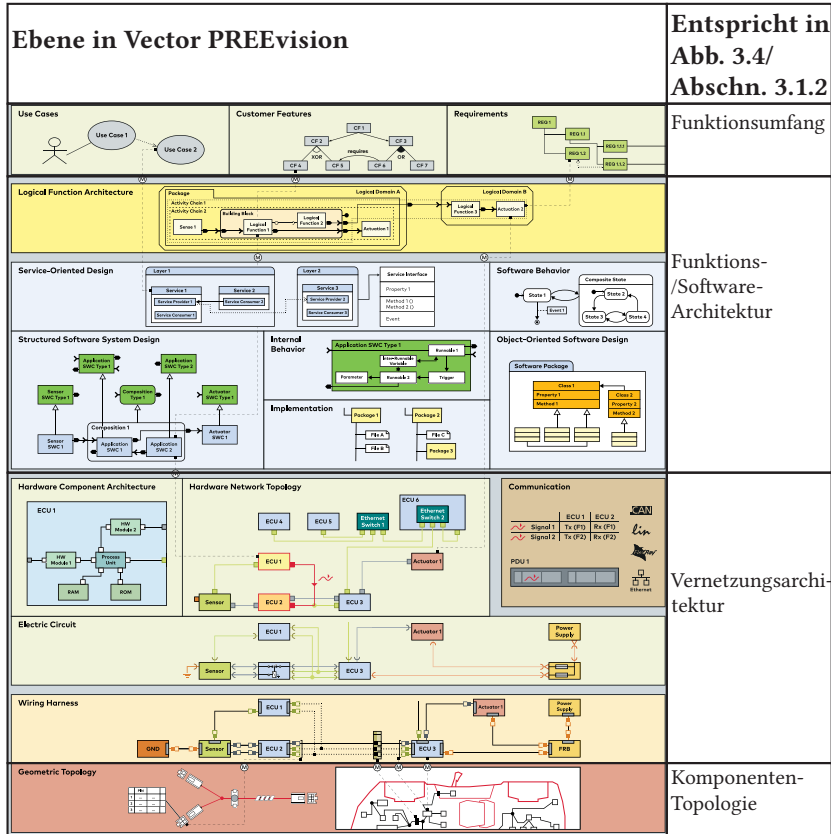 Ebene in Vector PREEvision
Entspricht in
Abb. 3.4/
Abschn. 3.1.2
Use Cases
Use Case 1
Use Case 2
Customer Features
CF 1
CF 2
CF 3
XOR
requires
OR
CF 4
CF 5
CF 6
CF 7
Requirements
REQ 1
REQ 1.1
REQ 1.2
REQ 1.1.1
REQ 1.1.2
Funktionsumfang
M
M
M
Logical Function Architecture
Package
Logical Domain A
Logical Domain B
Activity Chain 1
Activity Chain 2
Building Block
Sense 1
Logical
Function 1
Logical
Function 2
Actuation 1
Logical
Function 3
Actuation 2
M
M
Service-Oriented Design
Layer 1
Service 1
Service Provider 1
Service Consumer 1
Service 2
Service Consumer 2
Layer 2
Service 3
Service Provider 2
Service Consumer 3
Service Interface
Property 1
Method 1 ()
Method 2 ()
Event
Software Behavior
Composite State
State 1
Event 1
State 2
State 3
State 4
Funktions-
/Software-
Architektur
Structured Software System Design
Application
SWC Type 1
Application
SWC Type 2
Sensor
SWC Type 1
Composition
Type 1
Actuator
SWC Type 1
Composition 1
Sensor
SWC 1
Application
SWC 1
Application
SWC 2
Actuator
SWC 1
Internal
Behavior
Application SWC Type 1
Runnable 1
Inter-Runnable
Variable
Parameter
Runnable 2
Trigger
Implementation
Package 1
File A
File B
Package 2
File C
Package 3
Object-Oriented Software Design
Software Package
Class 1
Property 1
Method 1
Class 2
Property 2
Method 2
M
Hardware Component Architecture
ECU 1
HW
Module 2
HW
Module 1
Process
Unit
RAM
ROM
Hardware Network Topology
ECU 4
ECU 5
Ethernet
Switch 1
ECU 6
Ethernet
Switch 2
ECU 1
Actuator 1
Sensor
ECU 2
ECU 3
Communication
ECU 1
ECU 2
Signal 1
Tx (F1)
Rx (F1)
Signal 2
Tx (F2)
Rx (F2)
PDU 1
CAN
lin
Ethernet
Vernetzungsarchi-
tektur
Electric Circuit
ECU 1
Actuator 1
Power
Supply
Sensor
ECU 3
Wiring Harness
ECU 1
Actuator 1
Power
Supply
GND
Sensor
ECU 2
ECU 3
FRB
M
M
M
M
Geometric Topology
Komponenten-
Topologie